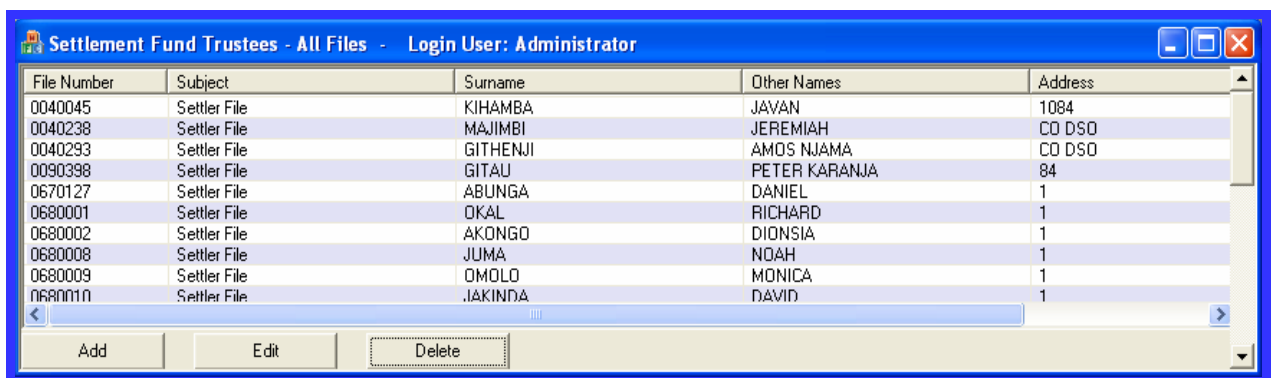 Settlement Fund Trustees - All Files - Login User: Administrator
File Number Subject Surname Other Names Address
0040045 Settler File KIHAMBA JAVAN 1084
0040238 Settler File MAJIMBI JEREMIAH CO DSO
0040293 Settler File GITHENJI AMOS NJAMA CO DSO
0090398 Settler File GITAU PETER KARANJA 84
0670127 Settler File ABUNGA DANIEL 1
0680001 Settler File OKAL RICHARD 1
0680002 Settler File AKONGO DIONSIA 1
0680008 Settler File JUMA NOAH 1
0680009 Settler File OMOLO MONICA 1
0680010 Settler File JAKINDA DAVID 1
Add Edit Delete